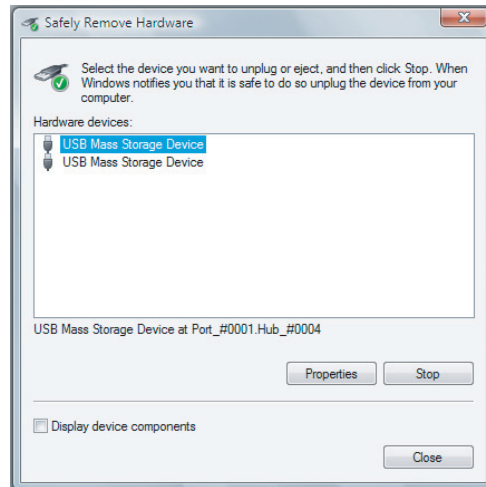 Safely Remove Hardware
Select the device you want to unplug or eject, and then click Stop. When
Windows notifies you that it is safe to do so unplug the device from your
computer.
Hardware devices:
USB Mass Storage Device
USB Mass Storage Device
USB Mass Storage Device at Port_#0001.Hub_#0004
Properties Stop
Display device components
Close